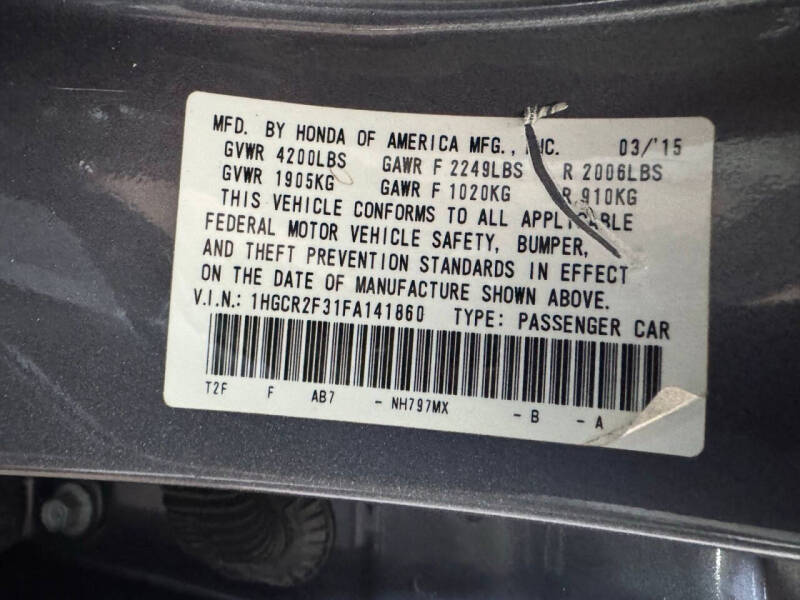 MFD. BY HONDA OF AMERICA MFG., INC. 03/'15
GVWR 4200LBS GAWR F 2249LBS R 2006LBS
GVWR 1905KG GAWR F 1020KG R 910KG
THIS VEHICLE CONFORMS TO ALL APPLICABLE
FEDERAL MOTOR VEHICLE SAFETY, BUMPER,
AND THEFT PREVENTION STANDARDS IN EFFECT
ON THE DATE OF MANUFACTURE SHOWN ABOVE.
V.I.N.: 1HGCR2F31FA141860 TYPE: PASSENGER CAR
T2F F AB7 - NH797MX - B - A